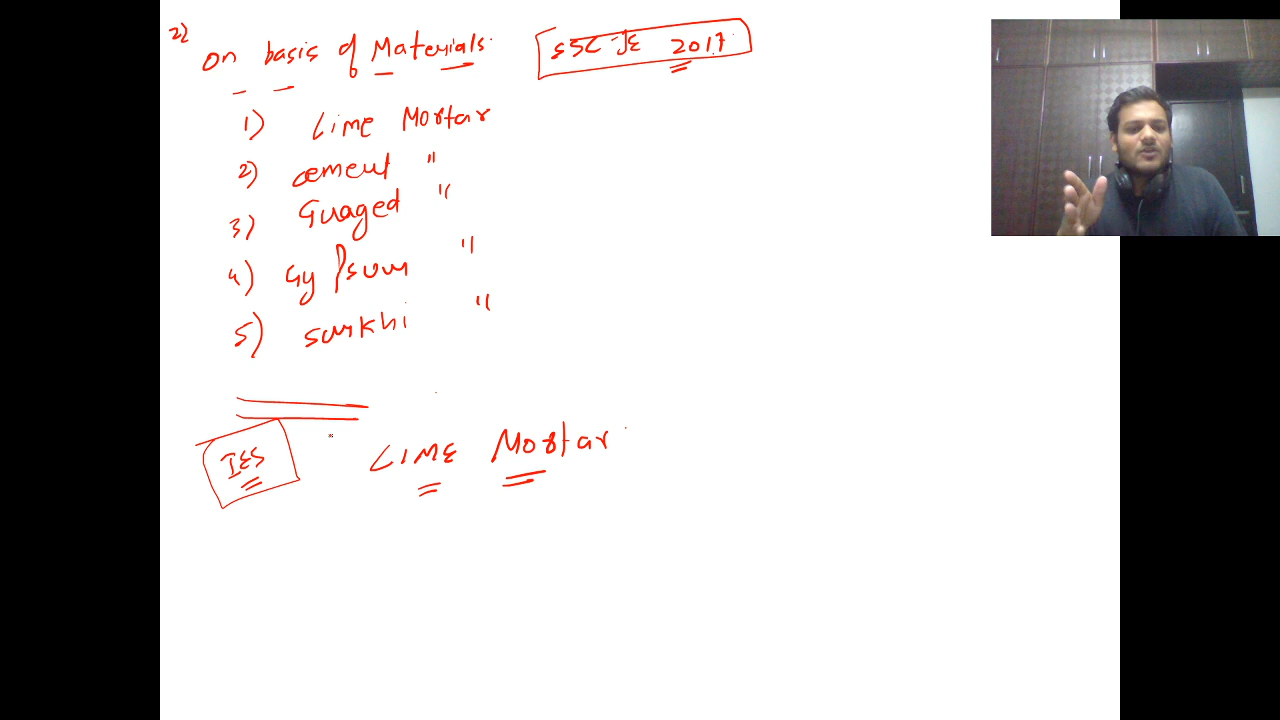 2) on basis of Materials. SSC-JE 2017
1) Lime Mortar
2) cement "
3) Guaged "
4) Gypsum "
5) surkhi "
IES LIME Mortar